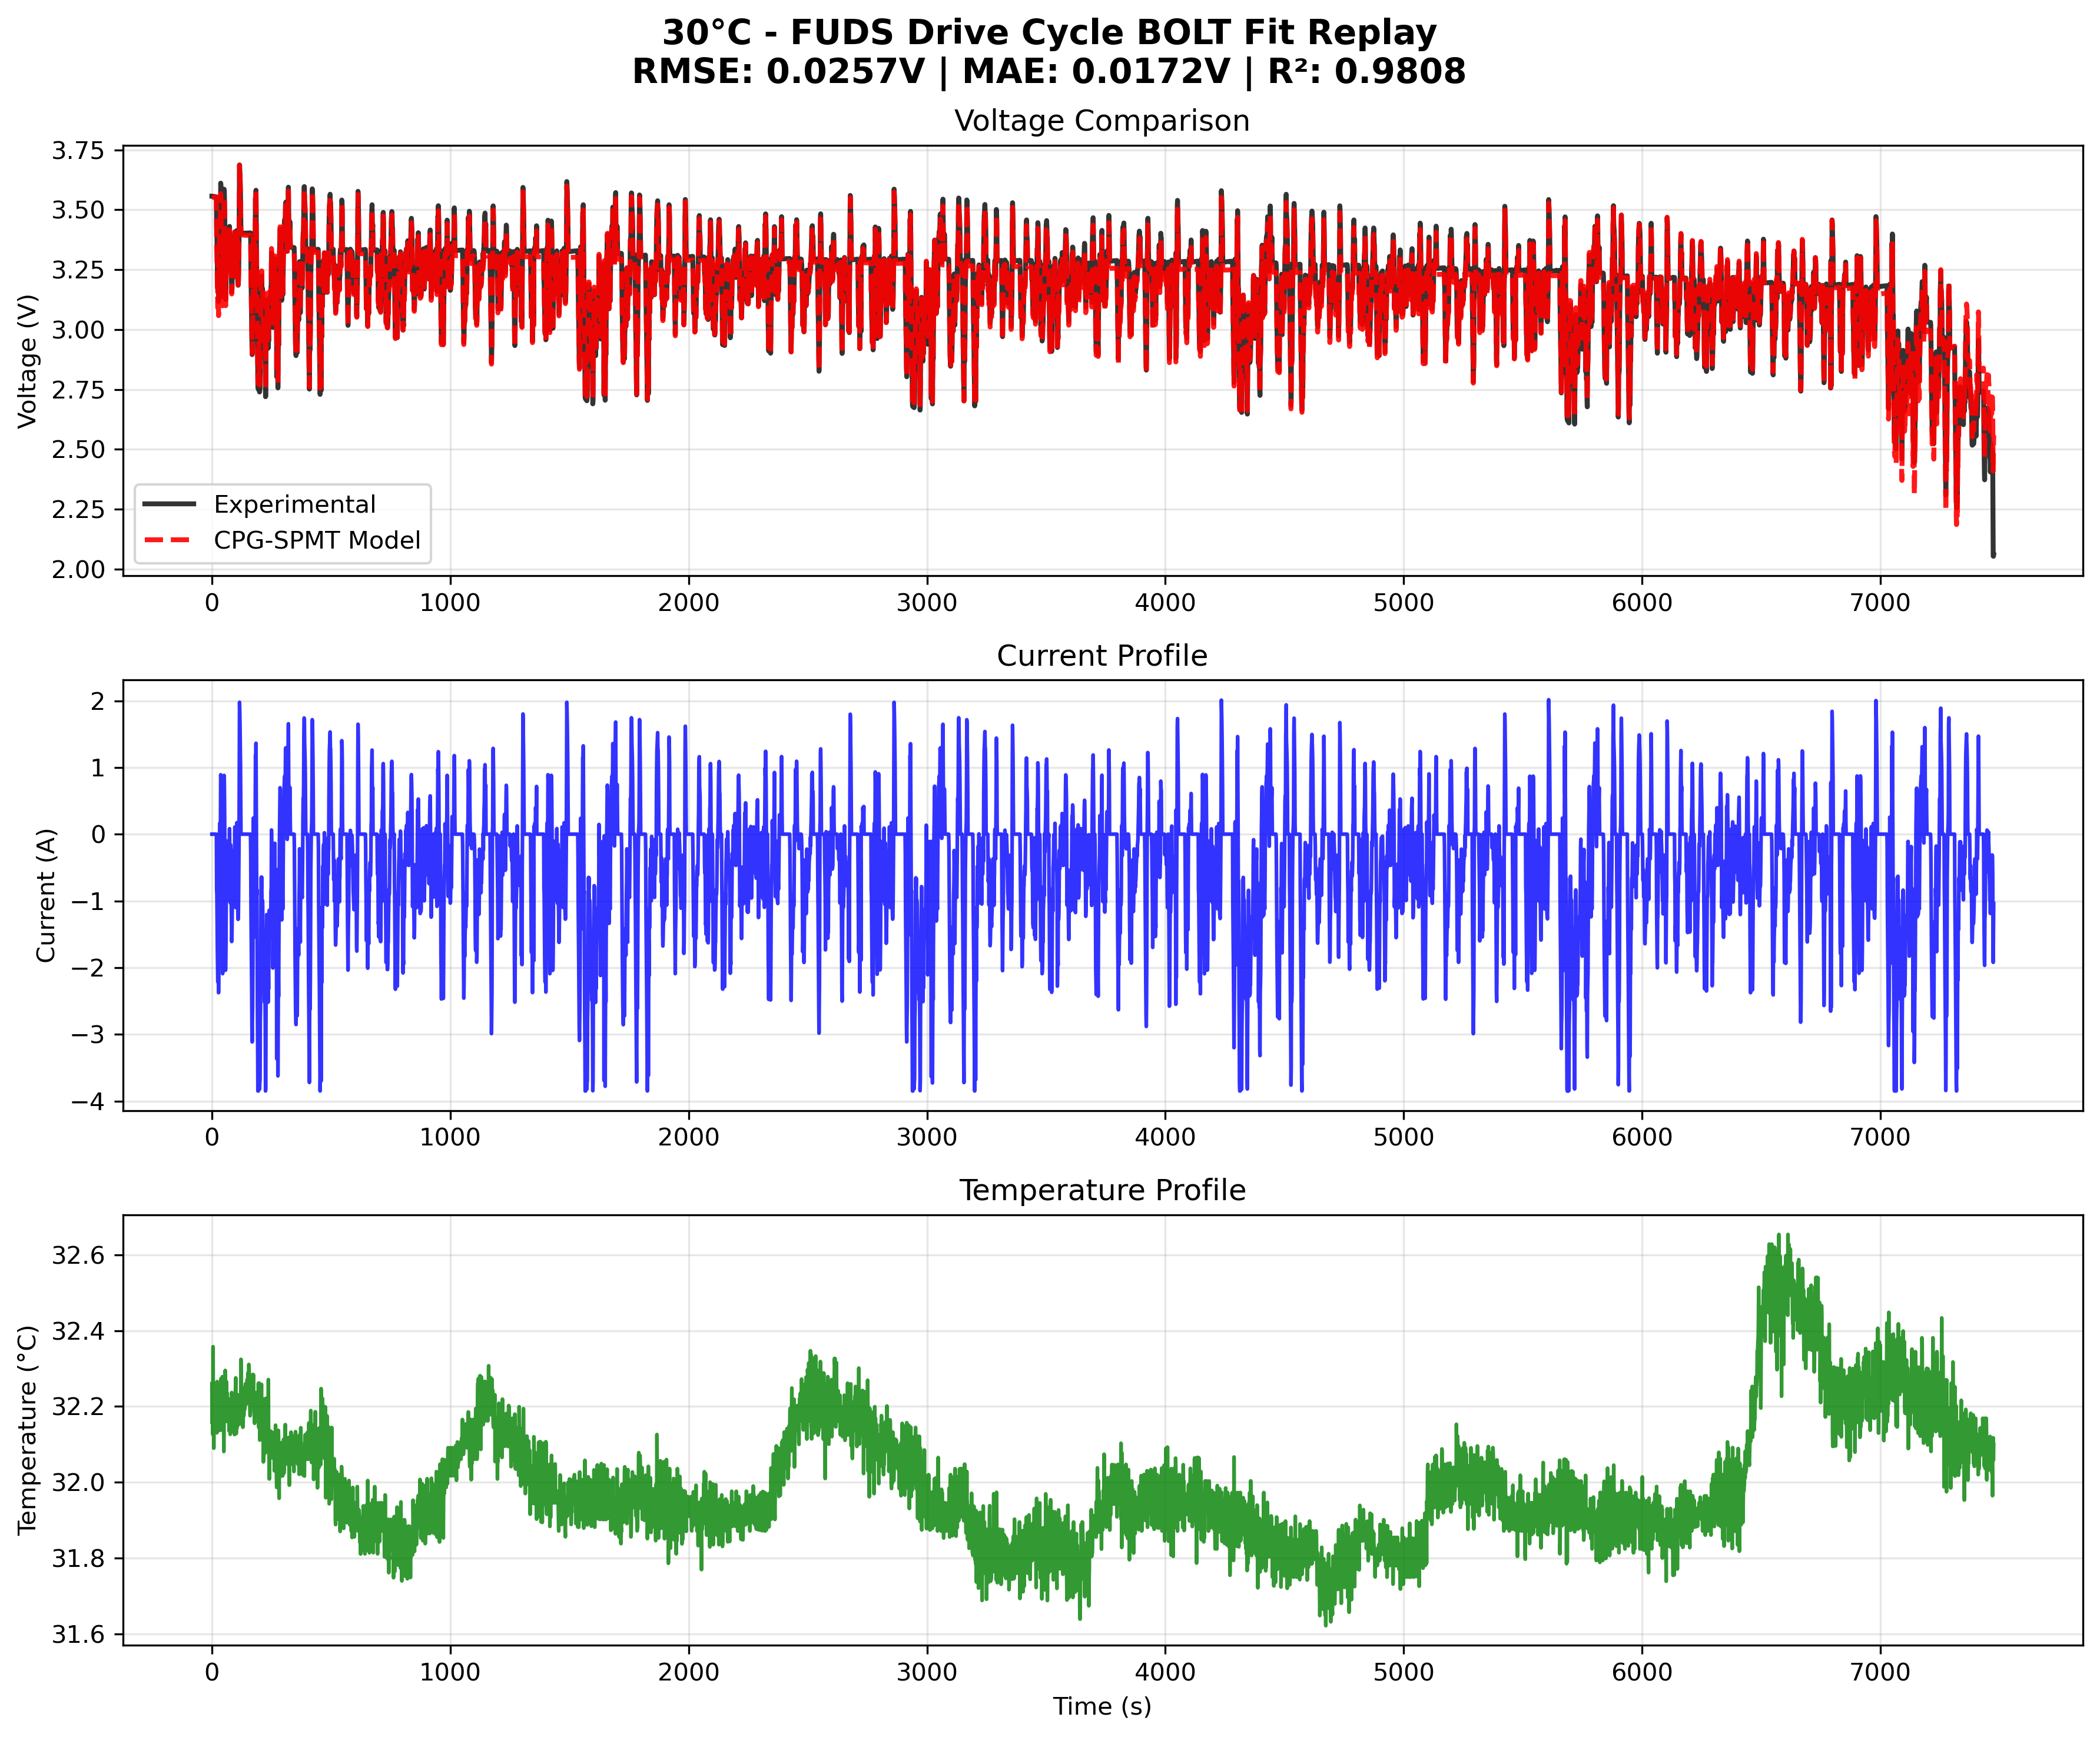 30°C - FUDS Drive Cycle BOLT Fit Replay
RMSE: 0.0257V | MAE: 0.0172V | R²: 0.9808
Voltage Comparison
Voltage (V)
3.75
3.50
3.25
3.00
2.75
2.50
2.25
2.00
Experimental
CPG-SPMT Model
0 1000 2000 3000 4000 5000 6000 7000
Current Profile
Current (A)
2
1
0
−1
−2
−3
−4
0 1000 2000 3000 4000 5000 6000 7000
Temperature Profile
Temperature (°C)
32.6
32.4
32.2
32.0
31.8
31.6
0 1000 2000 3000 4000 5000 6000 7000
Time (s)